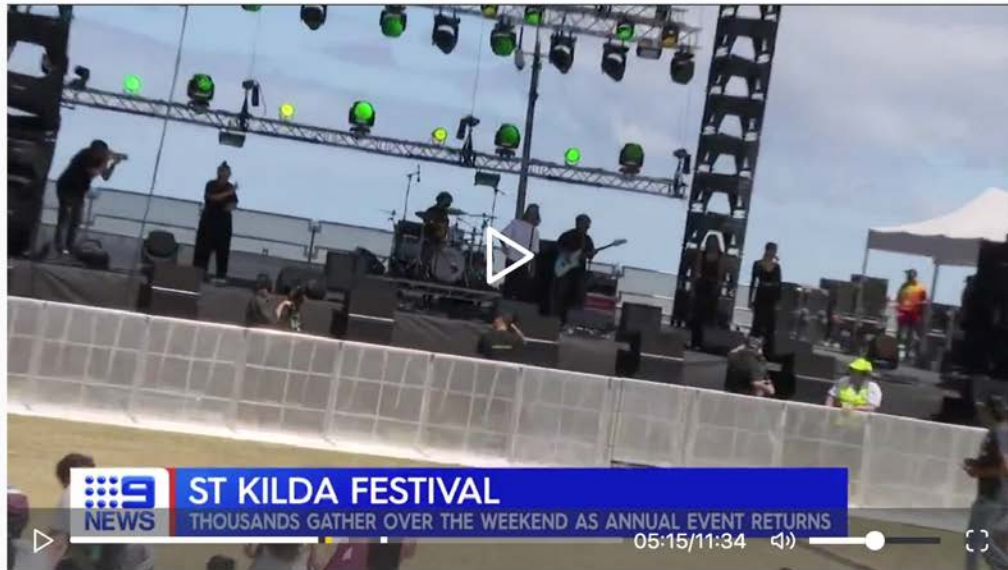 9
NEWS
ST KILDA FESTIVAL
THOUSANDS GATHER OVER THE WEEKEND AS ANNUAL EVENT RETURNS
05:15/11:34